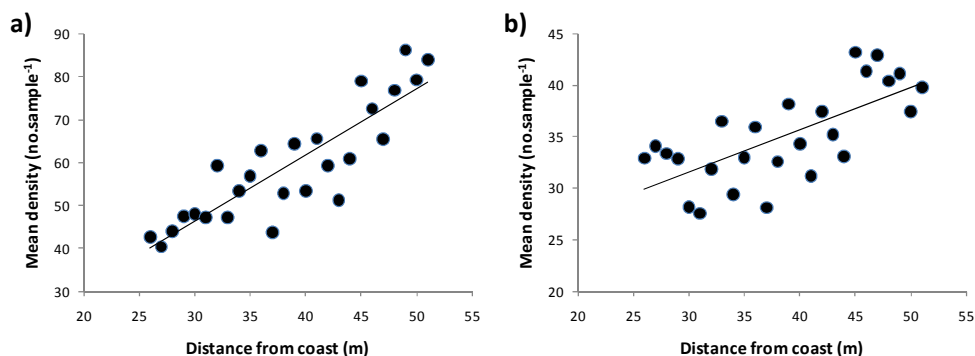 a)
Mean density (no.sample⁻¹)
90
80
70
60
50
40
30
20 25 30 35 40 45 50 55
Distance from coast (m)
b)
Mean density (no.sample⁻¹)
45
40
35
30
25
20 25 30 35 40 45 50 55
Distance from coast (m)